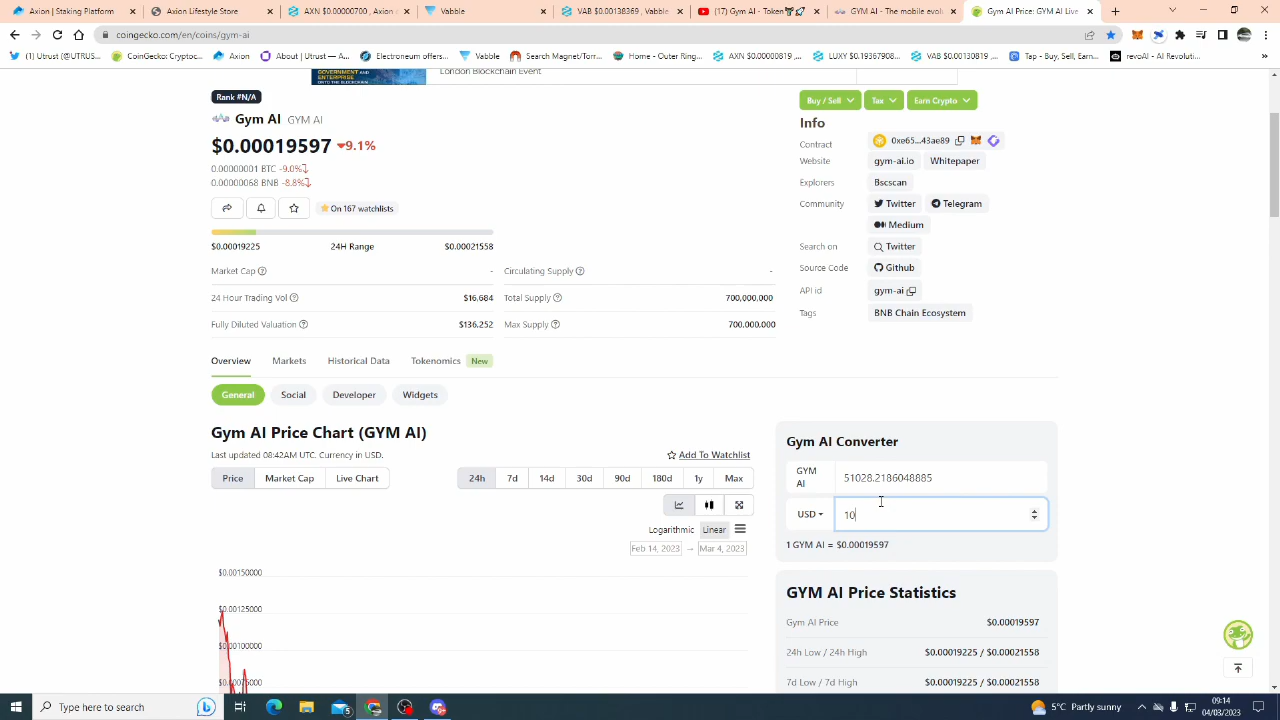 Axion | Staking Platform
Axion Lifestyle Store
AXN $0.00000700, Axion /
Vabble
VAB $0.00138369, Vabble
(17) Gym AI - Token
GYM AI - The mobile evolu
Gym AI Price: GYM AI Live
coingecko.com/en/coins/gym-ai
(1) Utrust (@UTRUS...
CoinGecko: Cryptoc...
Axion
About | Utrust — A...
Electroneum offers...
Vabble
Search Magnet/Tor...
Home - Outer Ring...
AXN $0.00000819...
LUXY $0.19367908...
VAB $0.00130819...
Tap - Buy, Sell, Earn...
revoAI - AI Revoluti...
GOVERNMENT AND
ENTERPRISE
London Blockchain Event
Rank #N/A
Gym AI GYM AI
$0.00019597 9.1%
0.00000001 BTC -9.0%
0.00000068 BNB -8.8%
On 167 watchlists
$0.00019225 24H Range $0.00021558
Market Cap -
Circulating Supply -
24 Hour Trading Vol $16,684
Total Supply 700,000,000
Fully Diluted Valuation $136,252
Max Supply 700,000,000
Buy / Sell Tax Earn Crypto
Info
Contract 0xe65...43ae89
Website gym-ai.io Whitepaper
Explorers Bscscan
Community Twitter Telegram
Medium
Search on Twitter
Source Code Github
API id gym-ai
Tags BNB Chain Ecosystem
Overview Markets Historical Data Tokenomics New
General Social Developer Widgets
Gym AI Price Chart (GYM AI)
Last updated 08:42AM UTC. Currency in USD.
Add To Watchlist
Price Market Cap Live Chart
24h 7d 14d 30d 90d 180d 1y Max
Logarithmic Linear
Feb 14, 2023 → Mar 4, 2023
$0.00150000
$0.00125000
$0.00100000
$0.00075000
Gym AI Converter
GYM
AI
51028.2186048885
USD
10
1 GYM AI = $0.00019597
GYM AI Price Statistics
Gym AI Price $0.00019597
24h Low / 24h High $0.00019225 / $0.00021558
7d Low / 7d High $0.00019225 / $0.00021558
Type here to search
5
5°C Partly sunny
09:14
04/03/2023